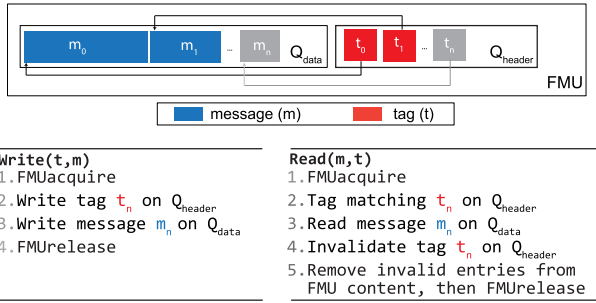 m0 m1 ... mn Qdata t0 t1 ... tn Qheader
FMU
message (m) tag (t)
Write(t,m)
1.FMUacquire
2.Write tag tn on Qheader
3.Write message mn on Qdata
4.FMUrelease
Read(m,t)
1.FMUacquire
2.Tag matching tn on Qheader
3.Read message mn on Qdata
4.Invalidate tag tn on Qheader
5.Remove invalid entries from
FMU content, then FMUrelease